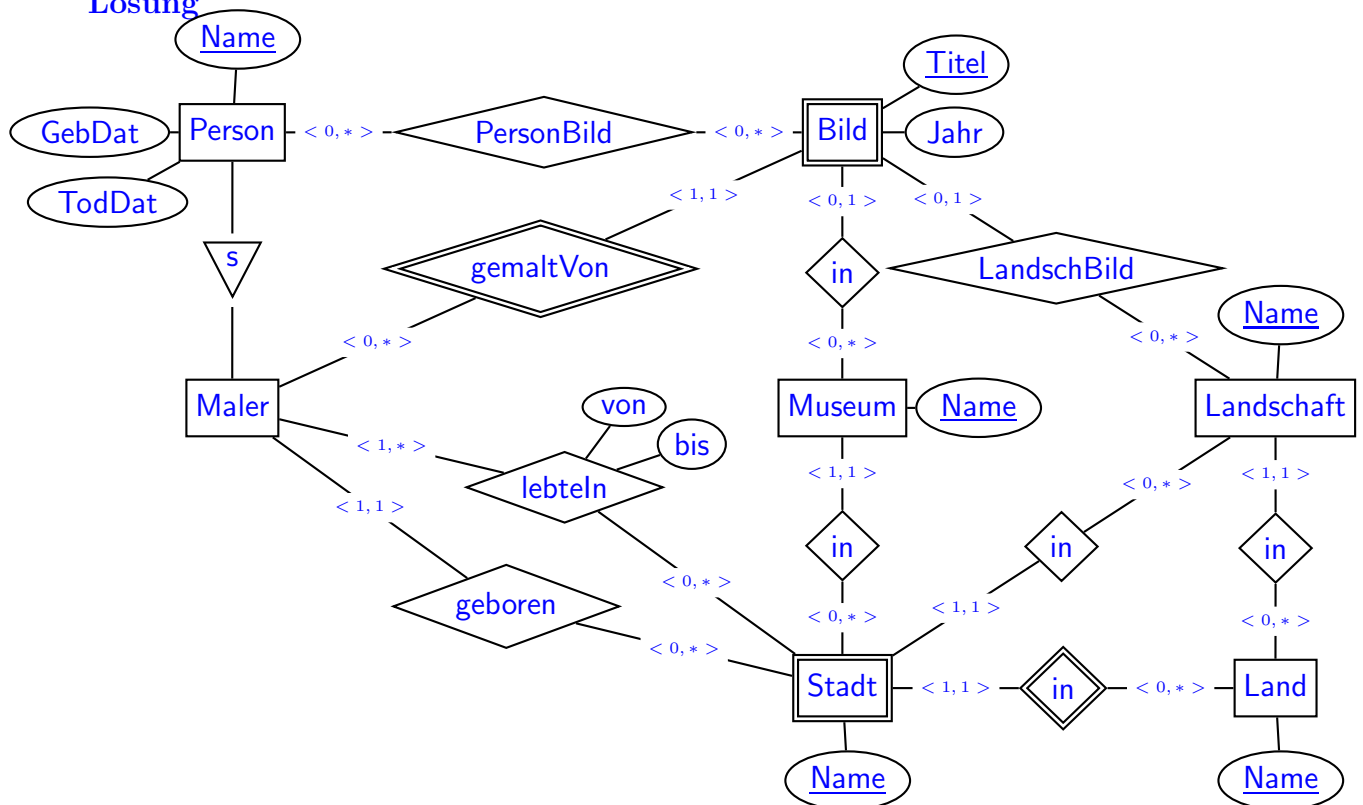 Lösung
Name
Titel
GebDat
Person
< 0, ∗ >
PersonBild
< 0, ∗ >
Bild
Jahr
TodDat
< 1, 1 >
< 0, 1 >
< 0, 1 >
s
gemaltVon
in
LandschBild
Name
< 0, ∗ >
< 0, ∗ >
< 0, ∗ >
Maler
von
Museum
Name
Landschaft
bis
< 1, ∗ >
< 1, 1 >
< 0, ∗ >
< 1, 1 >
lebteIn
< 1, 1 >
in
in
in
< 0, ∗ >
geboren
< 1, 1 >
< 0, ∗ >
< 0, ∗ >
< 0, ∗ >
Stadt
< 1, 1 >
in
< 0, ∗ >
Land
Name
Name